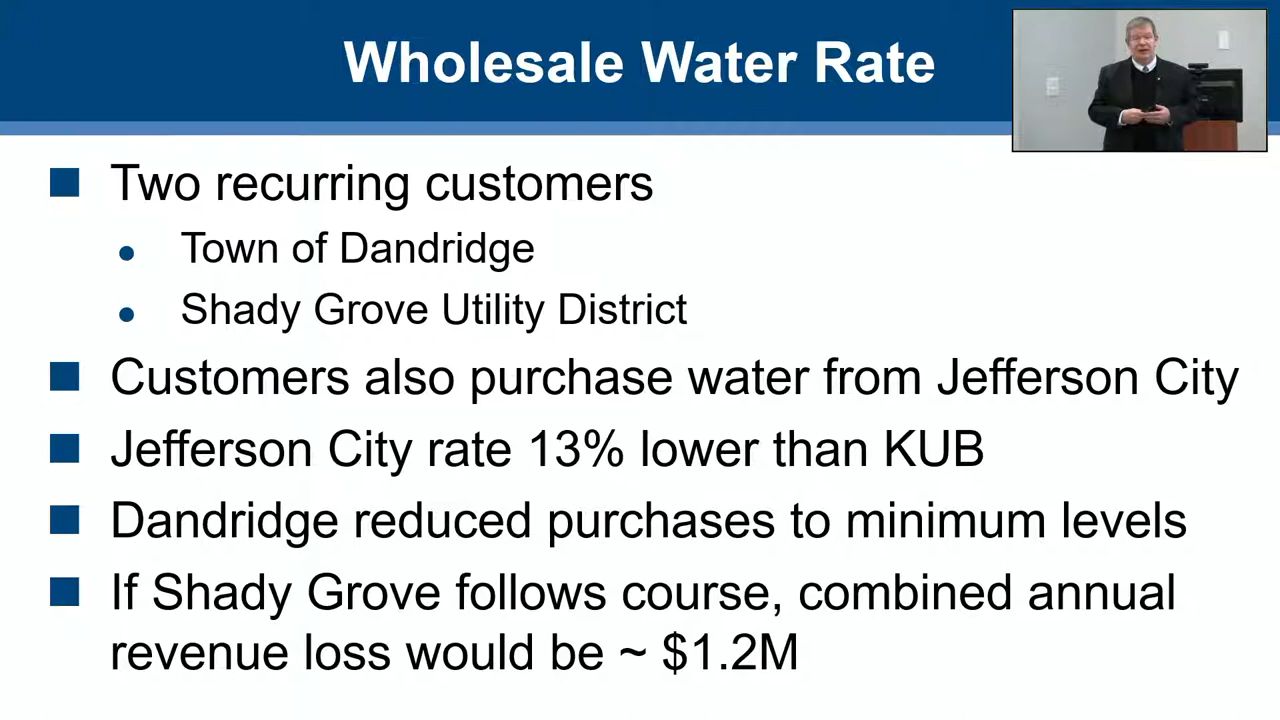 Wholesale Water Rate
Two recurring customers
Town of Dandridge
Shady Grove Utility District
Customers also purchase water from Jefferson City
Jefferson City rate 13% lower than KUB
Dandridge reduced purchases to minimum levels
If Shady Grove follows course, combined annual
revenue loss would be ~ $1.2M